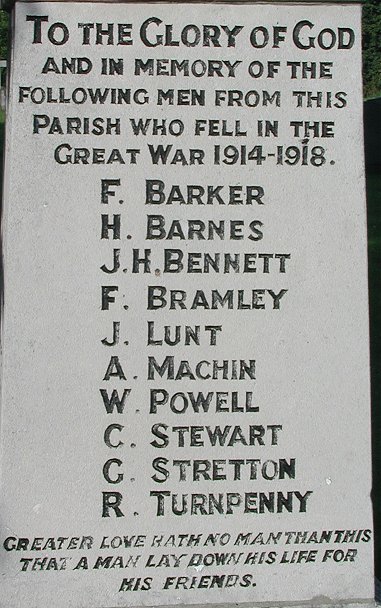 To the Glory of God
and in memory of the
following men from this
Parish who fell in the
Great War 1914-1918.
F. Barker
H. Barnes
J.H. Bennett
F. Bramley
J. Lunt
A. Machin
W. Powell
C. Stewart
G. Stretton
R. Turnpenny
Greater love hath no man than this
that a man lay down his life for
his friends.